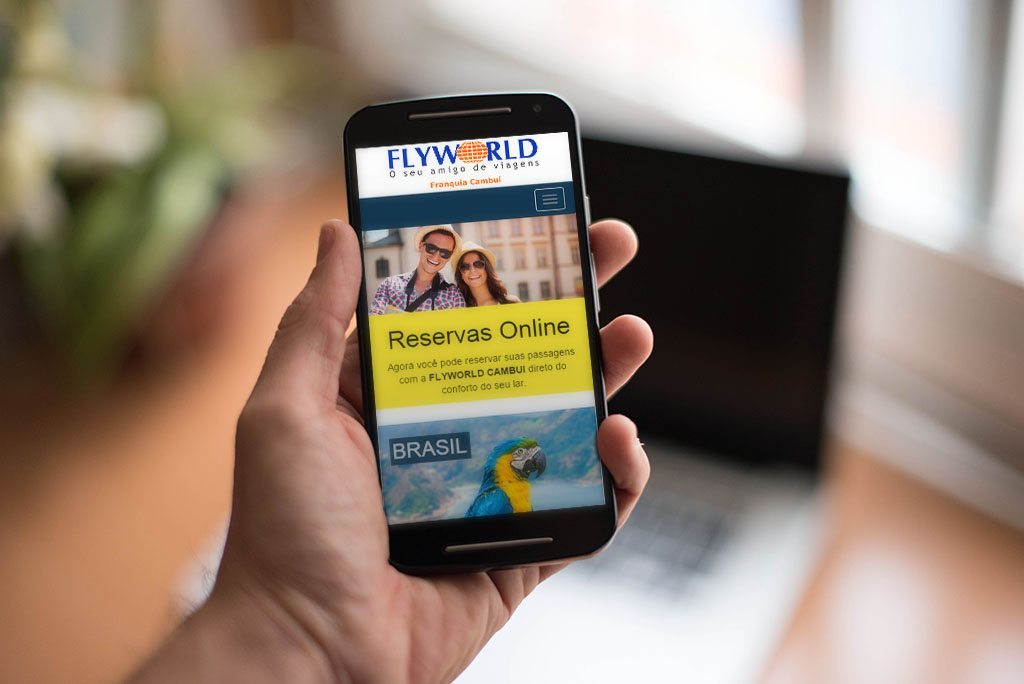 FLYWORLD
O seu amigo de viagens
Franquia Cambuí
Reservas Online
Agora você pode reservar suas passagens
com a FLYWORLD CAMBUI direto do
conforto do seu lar.
BRASIL